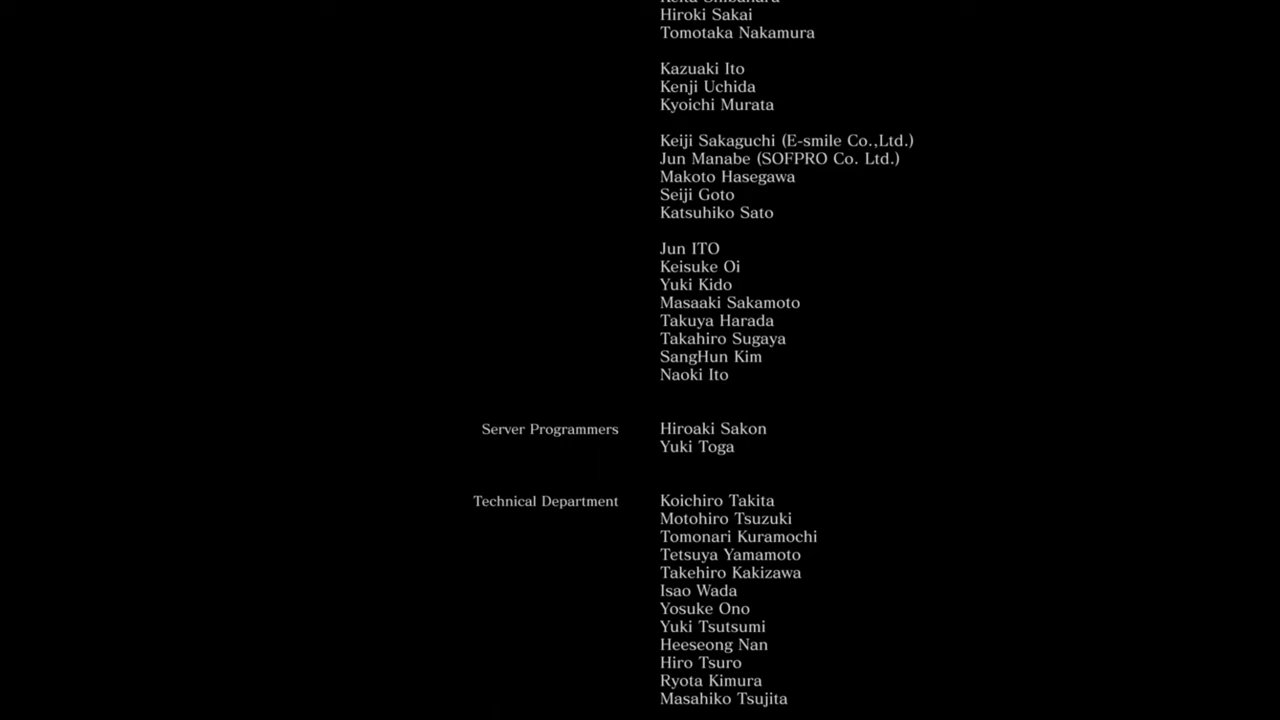 Hiroki Sakai
Tomotaka Nakamura
Kazuaki Ito
Kenji Uchida
Kyoichi Murata
Keiji Sakaguchi (E-smile Co.,Ltd.)
Jun Manabe (SOFPRO Co. Ltd.)
Makoto Hasegawa
Seiji Goto
Katsuhiko Sato
Jun ITO
Keisuke Oi
Yuki Kido
Masaaki Sakamoto
Takuya Harada
Takahiro Sugaya
SangHun Kim
Naoki Ito
Server Programmers Hiroaki Sakon
Yuki Toga
Technical Department Koichiro Takita
Motohiro Tsuzuki
Tomonari Kuramochi
Tetsuya Yamamoto
Takehiro Kakizawa
Isao Wada
Yosuke Ono
Yuki Tsutsumi
Heeseong Nan
Hiro Tsuro
Ryota Kimura
Masahiko Tsujita